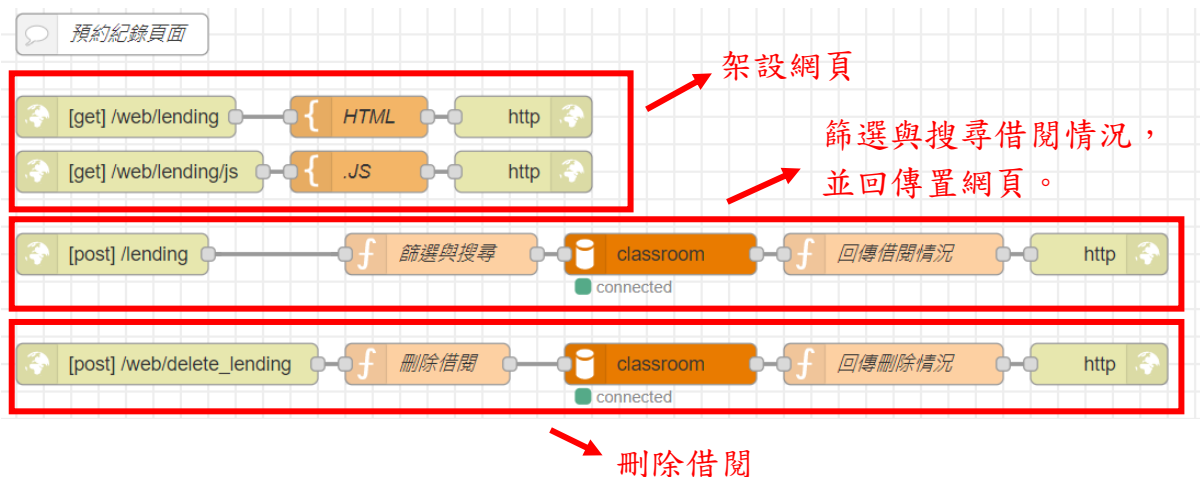 預約紀錄頁面
架設網頁
[get] /web/lending
{
HTML
http
[get] /web/lending/js
{
.JS
http
篩選與搜尋借閱情況，
並回傳置網頁。
[post] /lending
f
篩選與搜尋
classroom
connected
f
回傳借閱情況
http
[post] /web/delete_lending
f
刪除借閱
classroom
connected
f
回傳刪除情況
http
刪除借閱